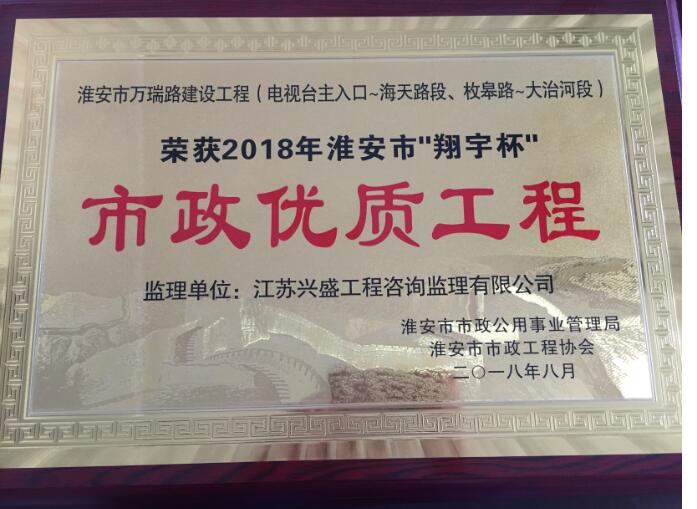 淮安市万瑞路建设工程（电视台主入口~海天路段、枚皋路~大治河段）
荣获2018年淮安市"翔宇杯"
市政优质工程
监理单位：江苏兴盛工程咨询监理有限公司
淮安市市政公用事业管理局
淮安市市政工程协会
二〇一八年八月